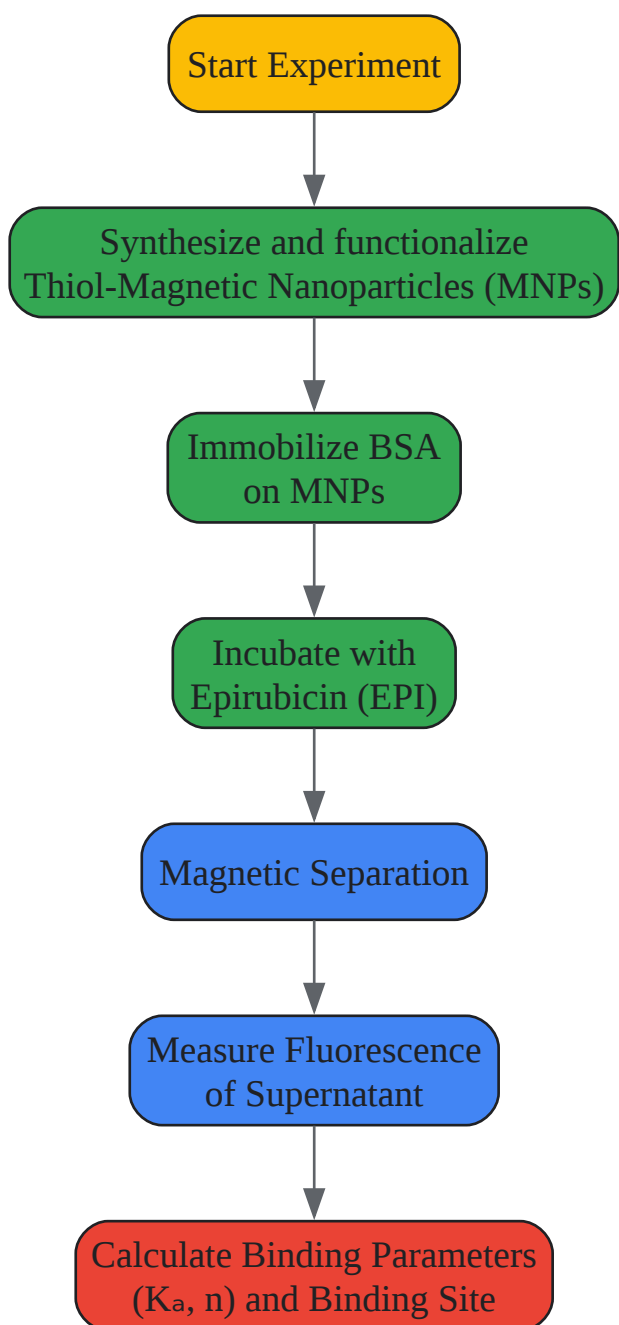 Start Experiment
Synthesize and functionalize
Thiol-Magnetic Nanoparticles (MNPs)
Immobilize BSA
on MNPs
Incubate with
Epirubicin (EPI)
Magnetic Separation
Measure Fluorescence
of Supernatant
Calculate Binding Parameters
(Kₐ, n) and Binding Site